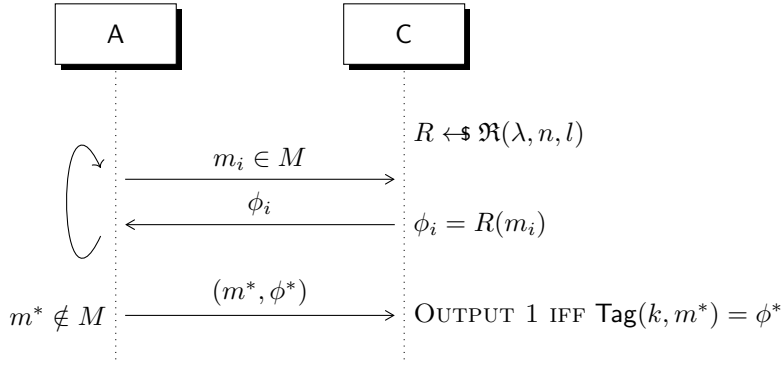 A C
R ←$ ℜ(λ, n, l)
m_i ∈ M
ϕ_i ϕ_i = R(m_i)
m* ∉ M (m*, ϕ*) OUTPUT 1 IFF Tag(k, m*) = ϕ*